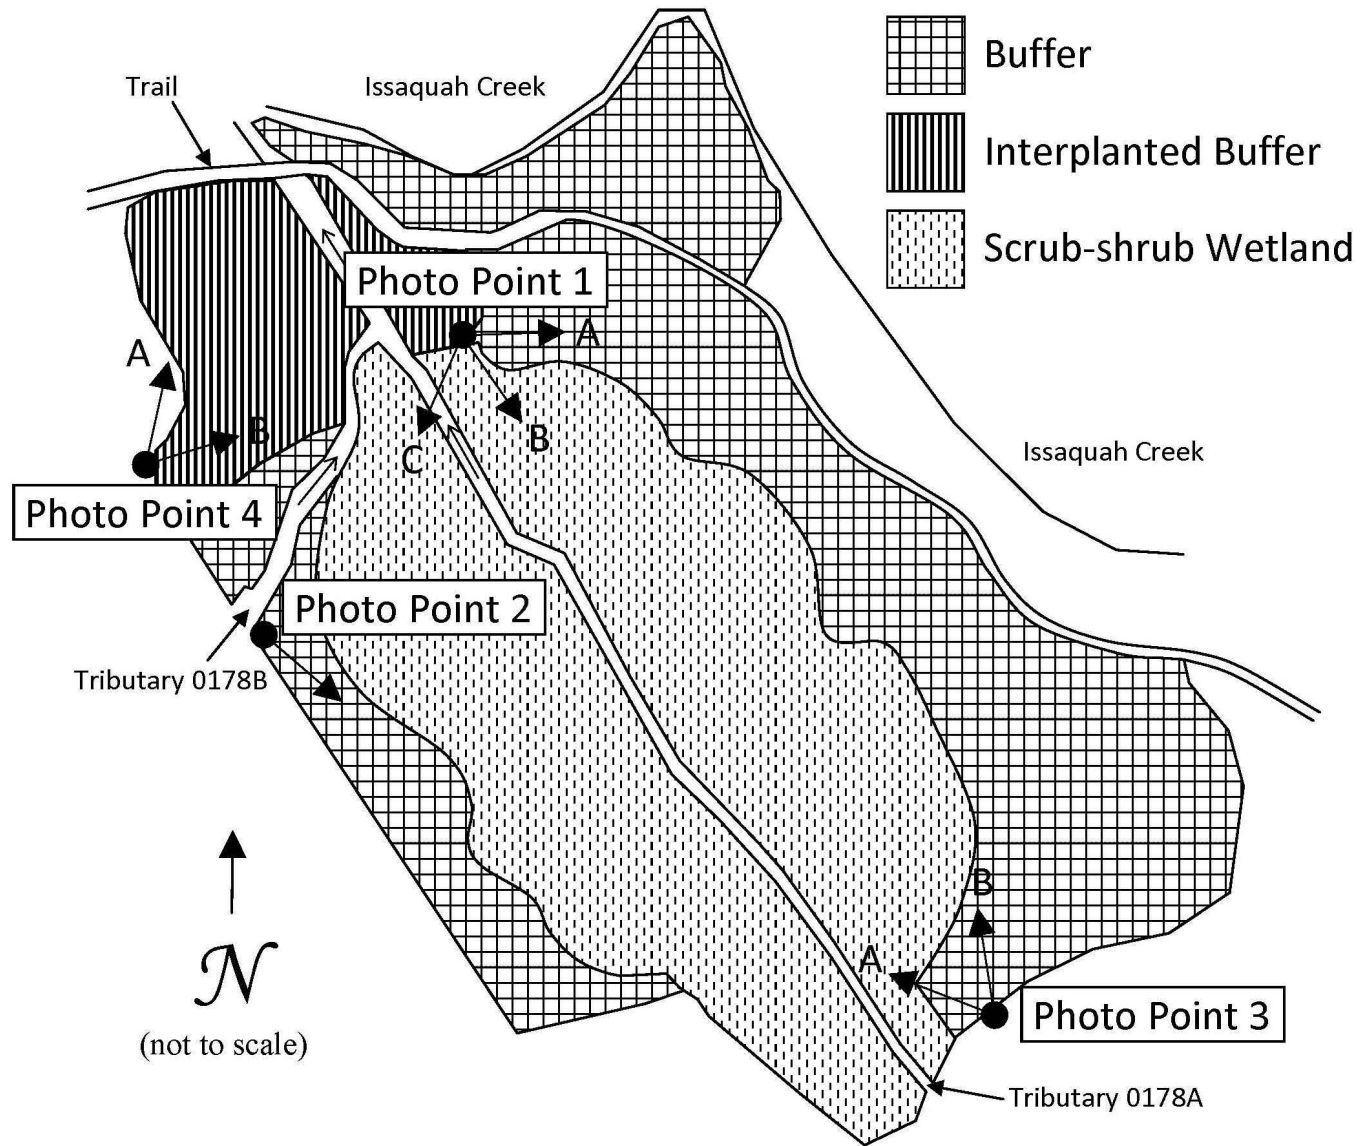 Buffer
Trail
Issaquah Creek
Interplanted Buffer
Scrub-shrub Wetland
Photo Point 1
A
A
B
B
C
Issaquah Creek
Photo Point 4
Photo Point 2
Tributary 0178B
B
A
N
Photo Point 3
(not to scale)
Tributary 0178A